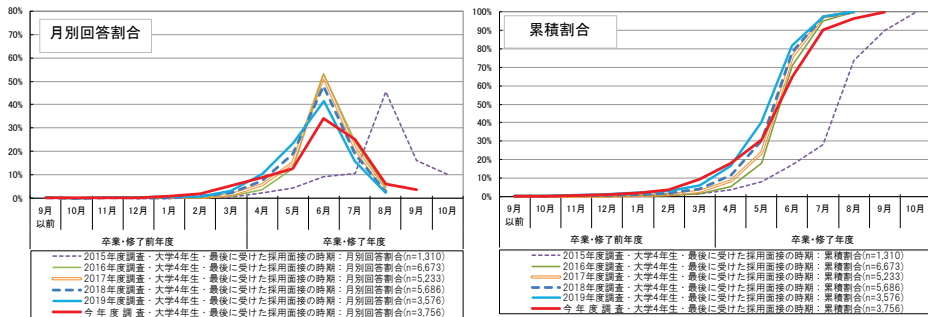 月別回答割合
80%
70%
60%
50%
40%
30%
20%
10%
0%
9月 10月 11月 12月 1月 2月 3月 4月 5月 6月 7月 8月 9月 10月
以前
卒業・修了前年度 卒業・修了年度
2015年度調査・大学4年生・最後に受けた採用面接の時期:月別回答割合(n=1,310)
2016年度調査・大学4年生・最後に受けた採用面接の時期:月別回答割合(n=6,673)
2017年度調査・大学4年生・最後に受けた採用面接の時期:月別回答割合(n=5,233)
2018年度調査・大学4年生・最後に受けた採用面接の時期:月別回答割合(n=5,686)
2019年度調査・大学4年生・最後に受けた採用面接の時期:月別回答割合(n=3,576)
今年度調査・大学4年生・最後に受けた採用面接の時期:月別回答割合(n=3,756)
累積割合
100%
90%
80%
70%
60%
50%
40%
30%
20%
10%
0%
9月 10月 11月 12月 1月 2月 3月 4月 5月 6月 7月 8月 9月 10月
以前
卒業・修了前年度 卒業・修了年度
2015年度調査・大学4年生・最後に受けた採用面接の時期:累積割合(n=1,310)
2016年度調査・大学4年生・最後に受けた採用面接の時期:累積割合(n=6,673)
2017年度調査・大学4年生・最後に受けた採用面接の時期:累積割合(n=5,233)
2018年度調査・大学4年生・最後に受けた採用面接の時期:累積割合(n=5,686)
2019年度調査・大学4年生・最後に受けた採用面接の時期:累積割合(n=3,576)
今年度調査・大学4年生・最後に受けた採用面接の時期:累積割合(n=3,756)